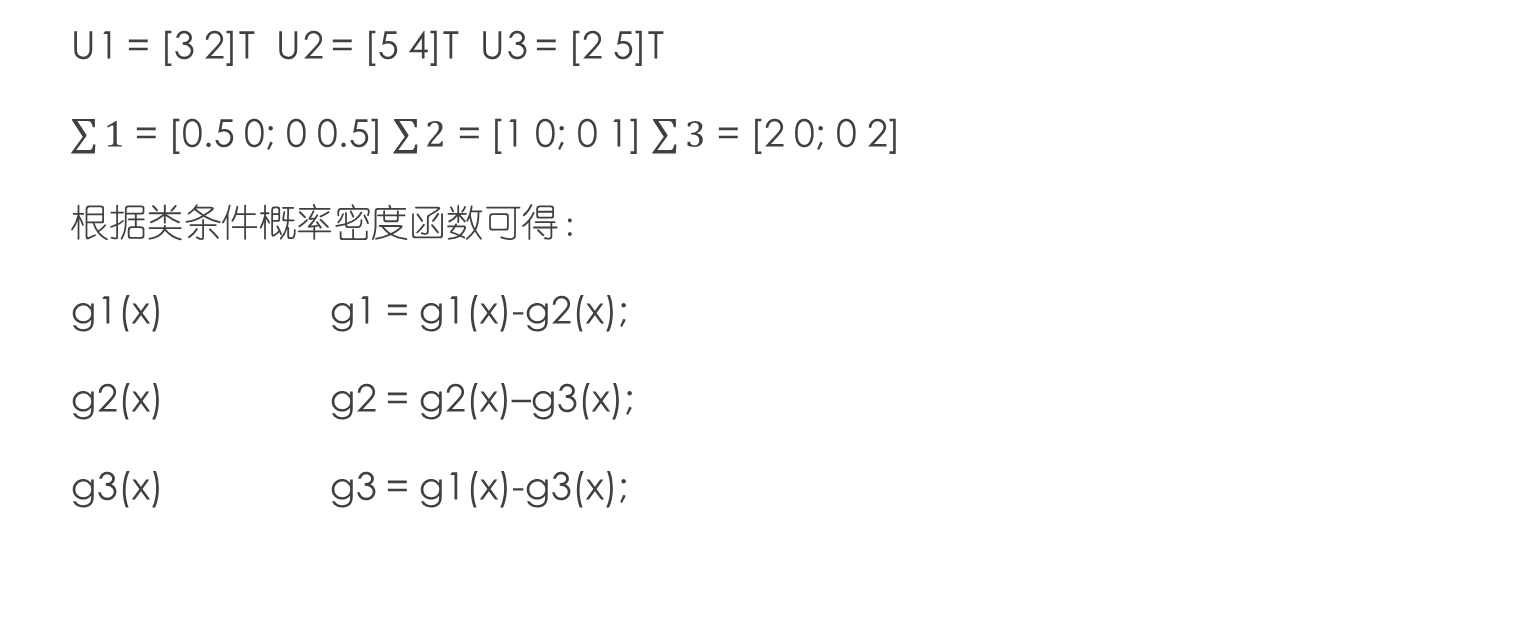 U1 = [3 2]T U2 = [5 4]T U3 = [2 5]T
∑1 = [0.5 0; 0 0.5] ∑2 = [1 0; 0 1] ∑3 = [2 0; 0 2]
根据类条件概率密度函数可得：
g1(x) g1 = g1(x)-g2(x);
g2(x) g2 = g2(x)–g3(x);
g3(x) g3 = g1(x)-g3(x);